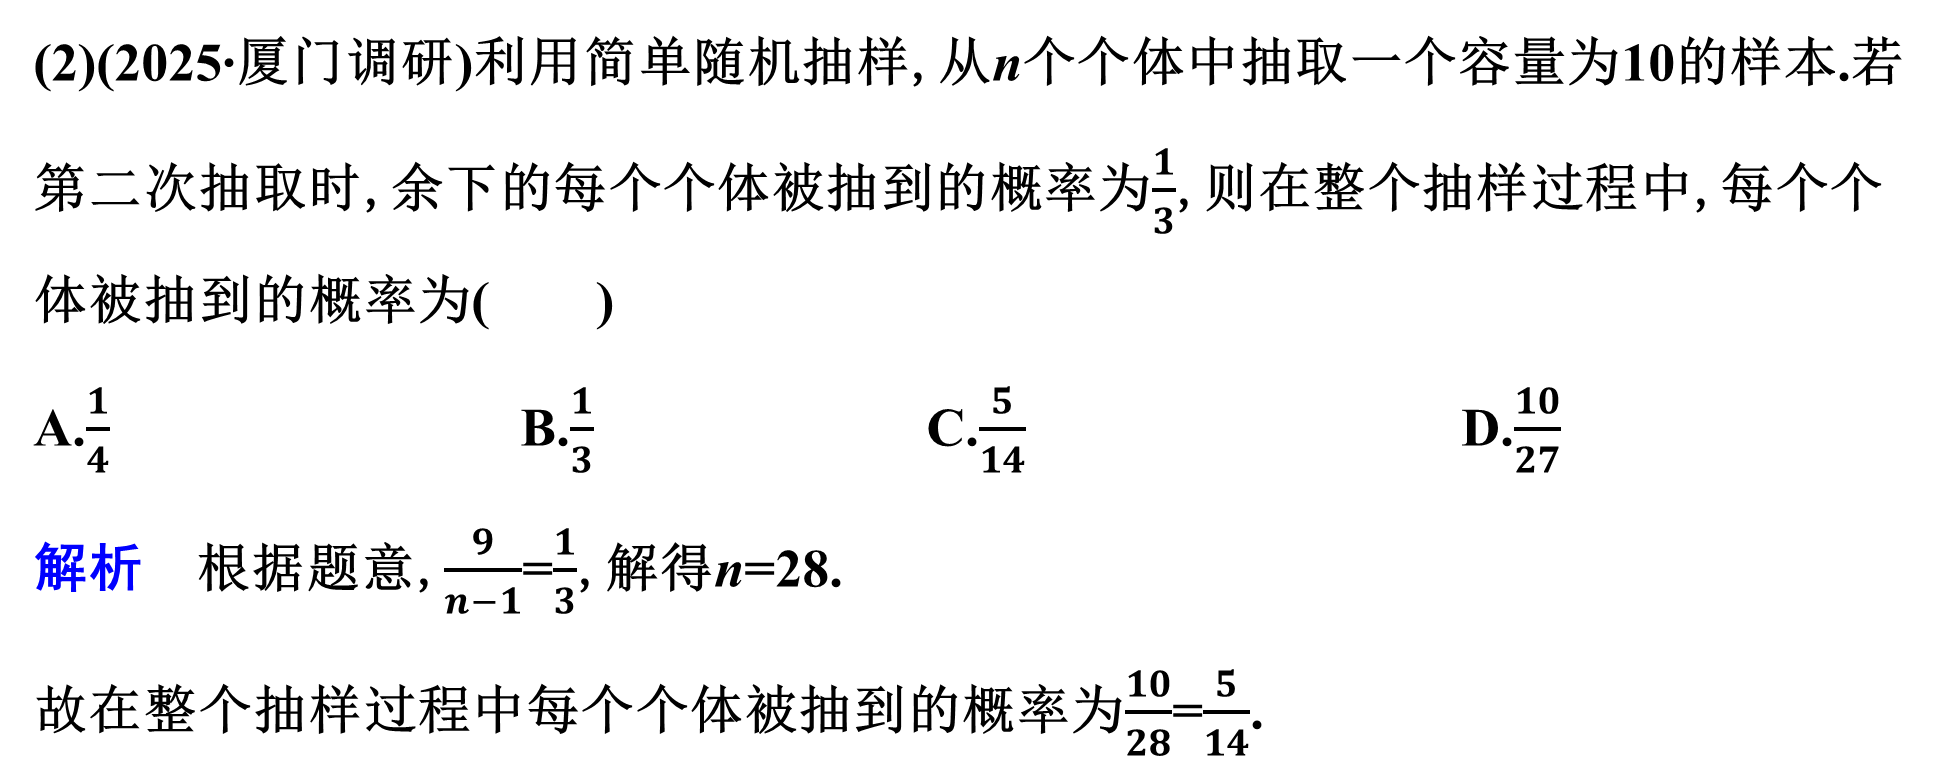 (2)(2025·厦门调研)利用简单随机抽样, 从n个个体中抽取一个容量为10的样本.若
第二次抽取时, 余下的每个个体被抽到的概率为1/3, 则在整个抽样过程中, 每个个
体被抽到的概率为(　　)
A.1/4　B.1/3　C.5/14　D.10/27
解析　根据题意, 9/(n−1)=1/3, 解得n=28.
故在整个抽样过程中每个个体被抽到的概率为10/28=5/14.